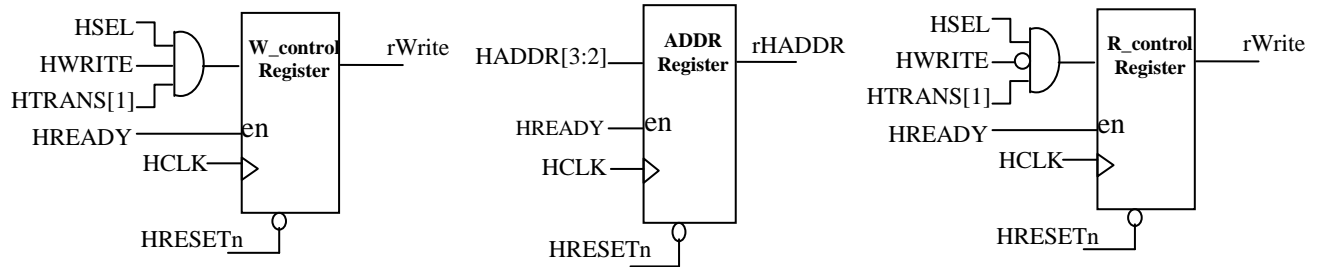 HSEL
HWRITE
HTRANS[1]
HREADY
HCLK
HRESETn
W_control
Register
en
rWrite
HADDR[3:2]
HREADY
HCLK
HRESETn
ADDR
Register
en
rHADDR
HSEL
HWRITE
HTRANS[1]
HREADY
HCLK
HRESETn
R_control
Register
en
rWrite